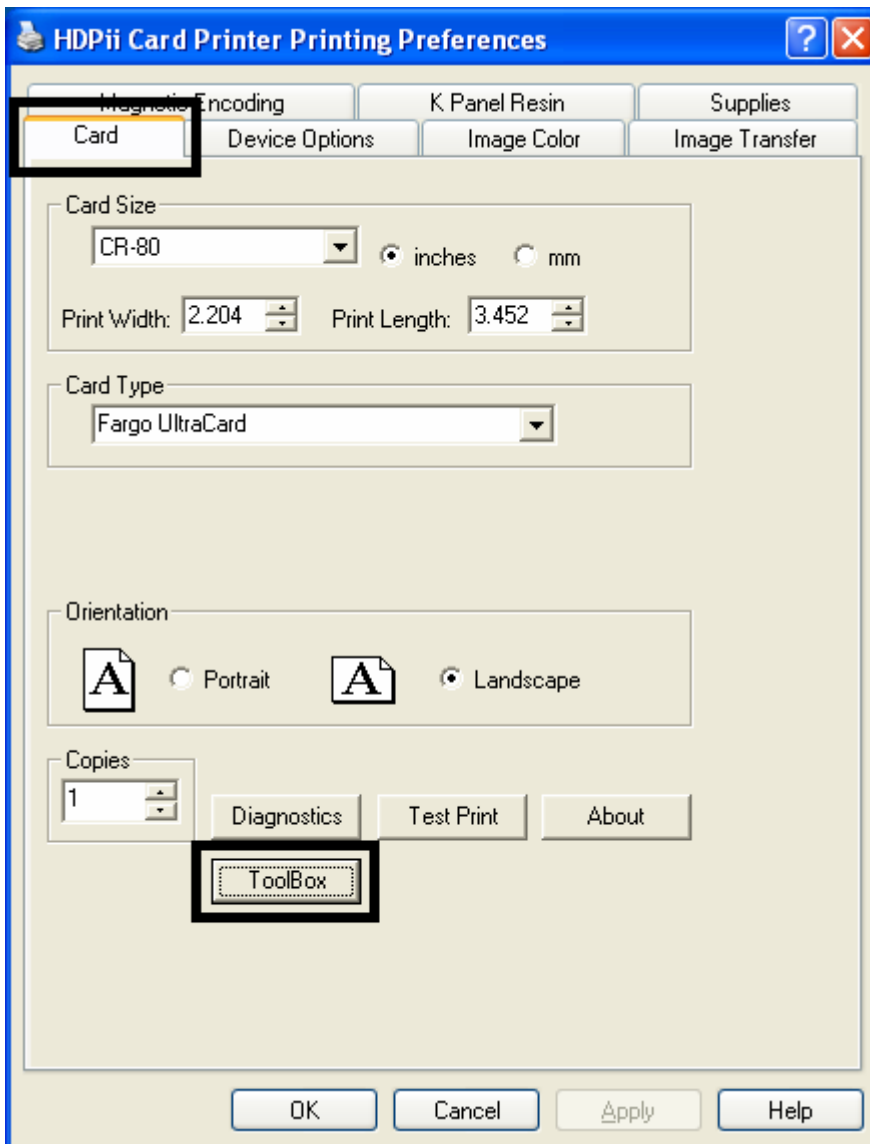 HDPii Card Printer Printing Preferences
Magnetic Encoding K Panel Resin Supplies
Card Device Options Image Color Image Transfer
Card Size
CR-80 inches mm
Print Width: 2.204 Print Length: 3.452
Card Type
Fargo UltraCard
Orientation
A Portrait A Landscape
Copies
1 Diagnostics Test Print About
ToolBox
OK Cancel Apply Help